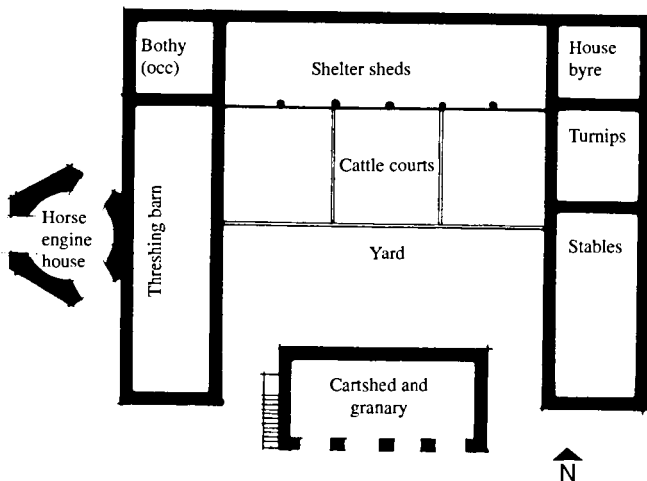 Bothy
(occ)
Shelter sheds
House
byre
Turnips
Cattle courts
Horse
engine
house
Threshing barn
Yard
Stables
Cartshed and
granary
N